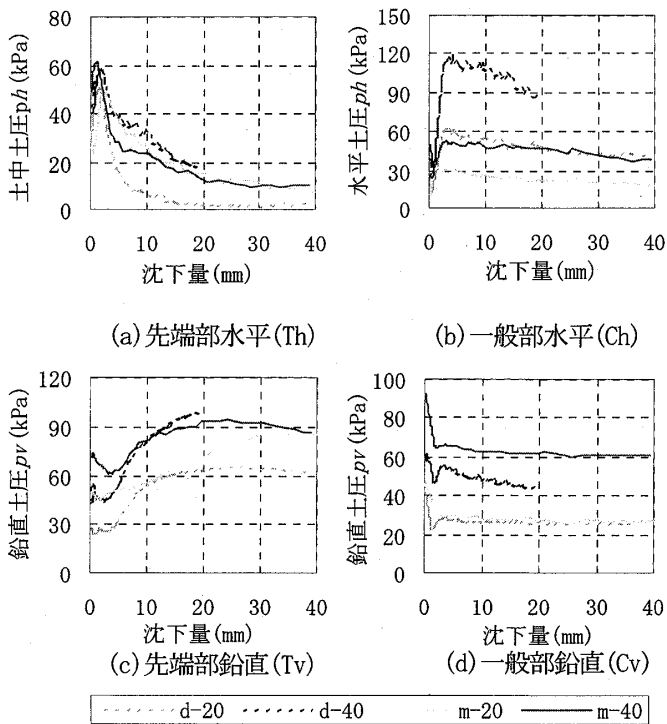 土中土圧ph(kPa)
80
60
40
20
0
0 10 20 30 40
沈下量(mm)
(a)先端部水平(Th)
水平土圧ph(kPa)
150
120
90
60
30
0
0 10 20 30 40
沈下量(mm)
(b)一般部水平(Ch)
鉛直土圧pv(kPa)
120
90
60
30
0
0 10 20 30 40
沈下量(mm)
(c)先端部鉛直(Tv)
鉛直土圧pv(kPa)
100
80
60
40
20
0
0 10 20 30 40
沈下量(mm)
(d)一般部鉛直(Cv)
d-20 d-40 m-20 m-40